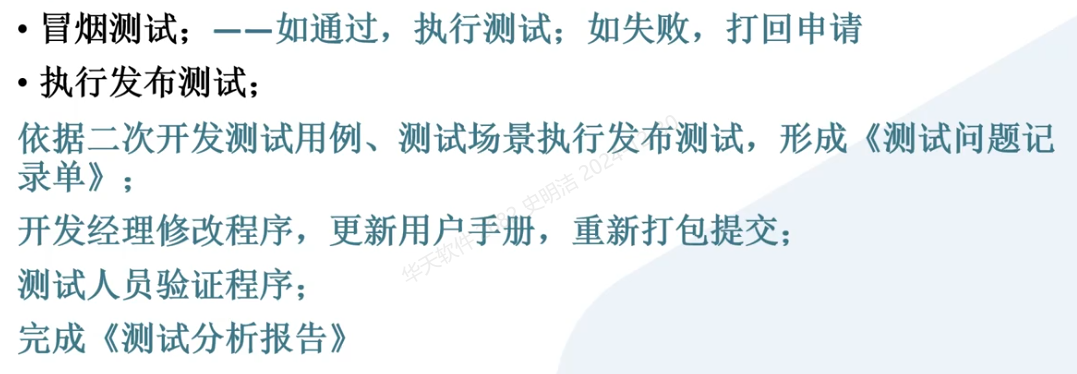 • 冒烟测试；——如通过，执行测试；如失败，打回申请
• 执行发布测试；
依据二次开发测试用例、测试场景执行发布测试，形成《测试问题记
录单》；
开发经理修改程序，更新用户手册，重新打包提交；
测试人员验证程序；
完成《测试分析报告》
华天软件 史明洁